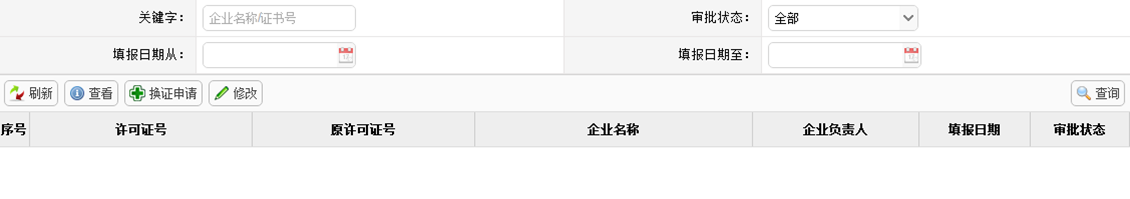 关键字： 企业名称/证书号 审批状态： 全部
填报日期从： 填报日期至：
刷新 查看 换证申请 修改 查询
序号 许可证号 原许可证号 企业名称 企业负责人 填报日期 审批状态